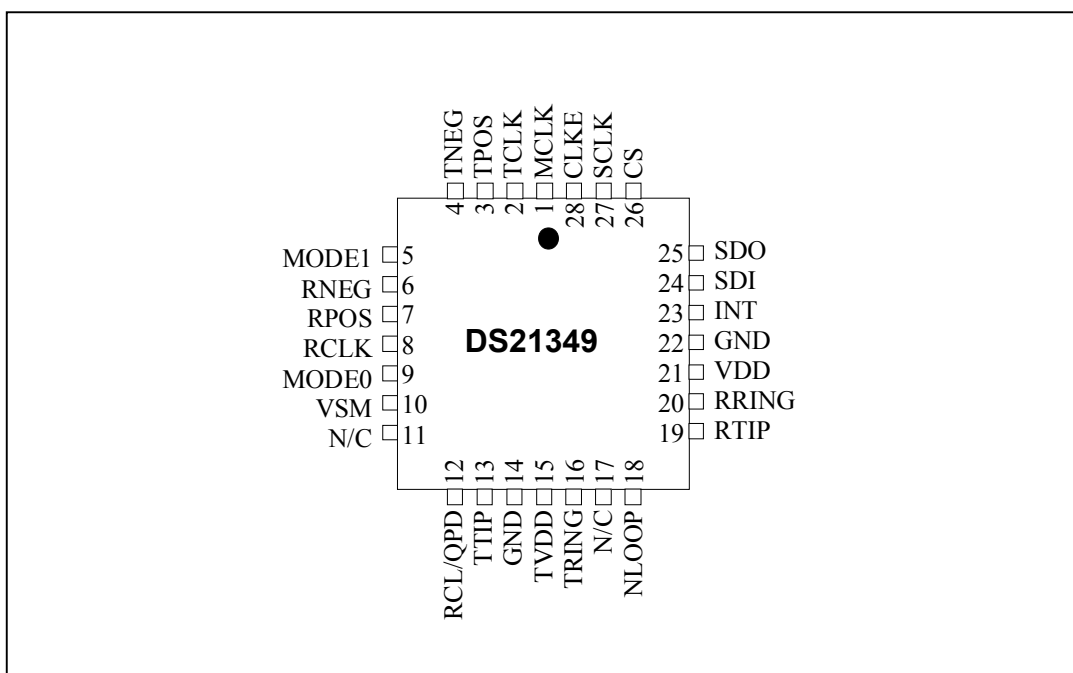 TNEG
TPOS
TCLK
MCLK
CLKE
SCLK
CS
4
3
2
1
28
27
26
MODE1 5
RNEG 6
RPOS 7
RCLK 8
MODE0 9
VSM 10
N/C 11
DS21349
25 SDO
24 SDI
23 INT
22 GND
21 VDD
20 RRING
19 RTIP
12
13
14
15
16
17
18
RCL/QPD
TTIP
GND
TVDD
TRING
N/C
NLOOP